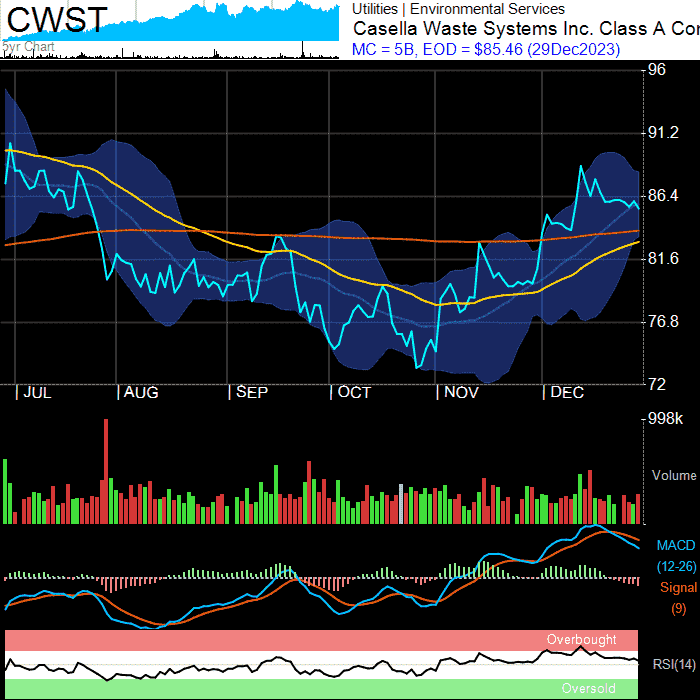 CWST
5yr Chart
Utilities | Environmental Services
Casella Waste Systems Inc. Class A Cor
MC = 5B, EOD = $85.46 (29Dec2023)
96
91.2
86.4
81.6
76.8
72
JUL AUG SEP OCT NOV DEC
998k
Volume
MACD
(12-26)
Signal
(9)
Overbought
RSI(14)
Oversold